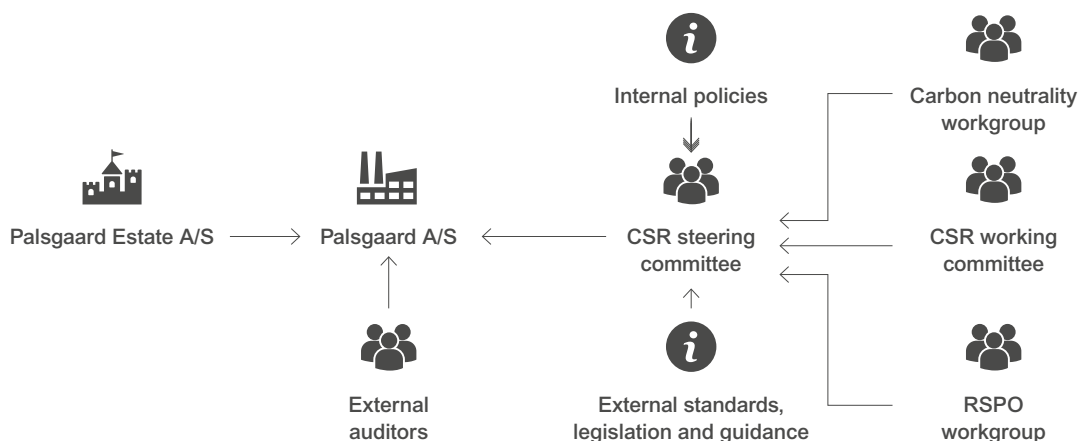 Internal policies
Carbon neutrality
workgroup
Palsgaard Estate A/S
Palsgaard A/S
CSR steering
committee
CSR working
committee
External
auditors
External standards,
legislation and guidance
RSPO
workgroup